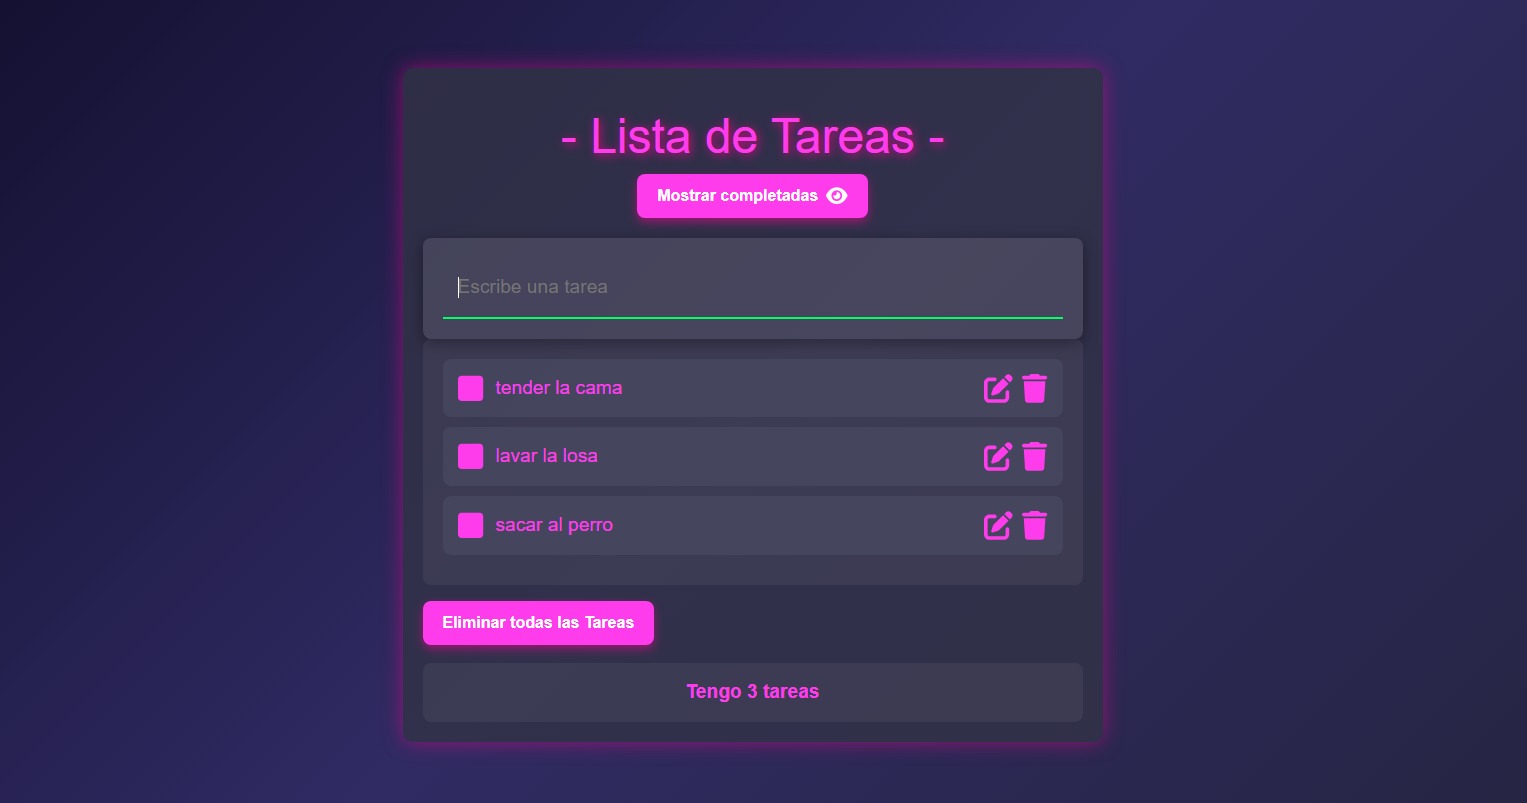 - Lista de Tareas -
Mostrar completadas
Escribe una tarea
tender la cama
lavar la losa
sacar al perro
Eliminar todas las Tareas
Tengo 3 tareas